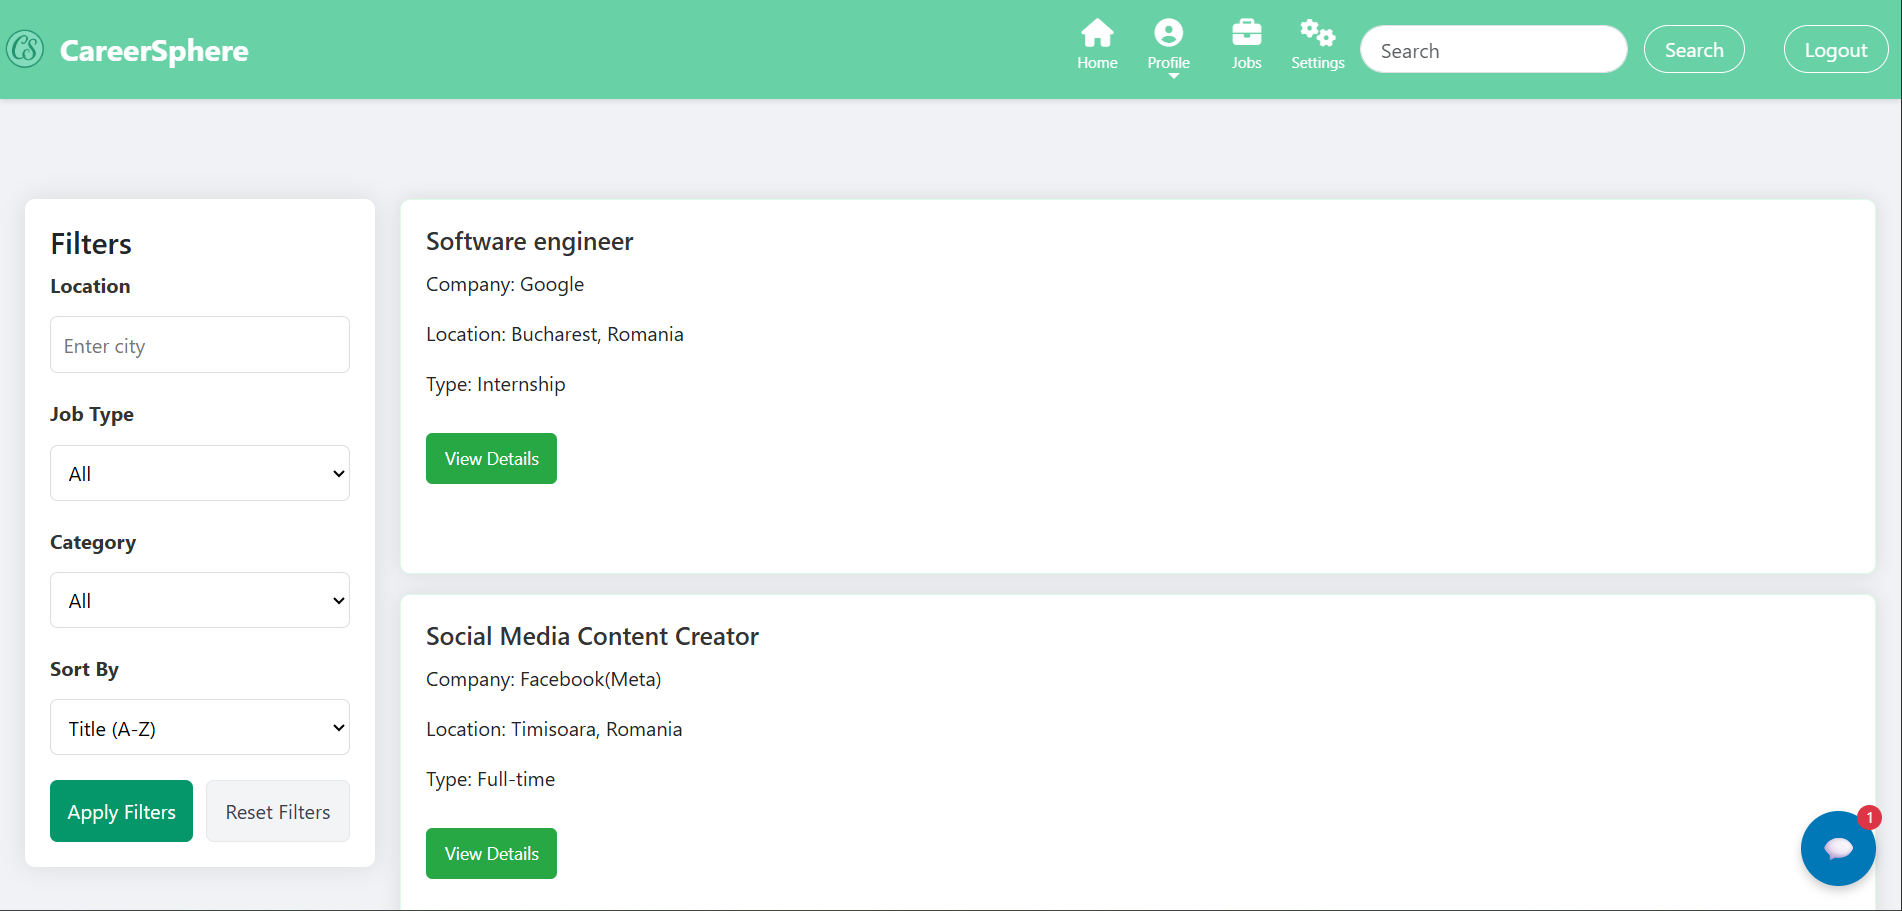 CS
CareerSphere
Home
Profile
Jobs
Settings
Search
Search
Logout
Filters
Location
Enter city
Job Type
All
Category
All
Sort By
Title (A-Z)
Apply Filters
Reset Filters
Software engineer
Company: Google
Location: Bucharest, Romania
Type: Internship
View Details
Social Media Content Creator
Company: Facebook(Meta)
Location: Timisoara, Romania
Type: Full-time
View Details
1